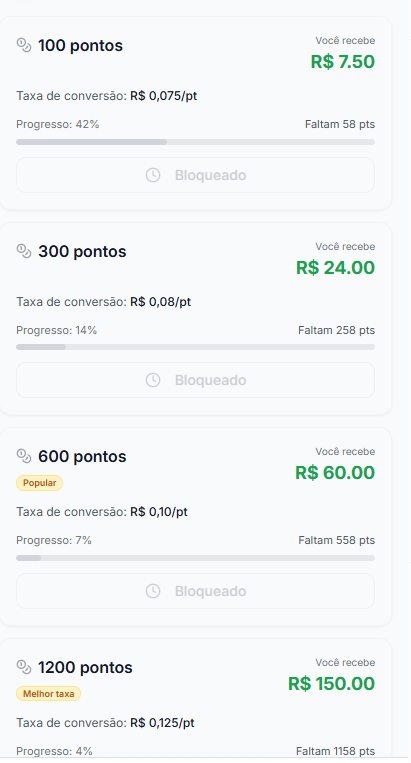 100 pontos
Você recebe
R$ 7.50
Taxa de conversão: R$ 0,075/pt
Progresso: 42%
Faltam 58 pts
Bloqueado
300 pontos
Você recebe
R$ 24.00
Taxa de conversão: R$ 0,08/pt
Progresso: 14%
Faltam 258 pts
Bloqueado
600 pontos
Você recebe
R$ 60.00
Popular
Taxa de conversão: R$ 0,10/pt
Progresso: 7%
Faltam 558 pts
Bloqueado
1200 pontos
Você recebe
R$ 150.00
Melhor taxa
Taxa de conversão: R$ 0,125/pt
Progresso: 4%
Faltam 1158 pts